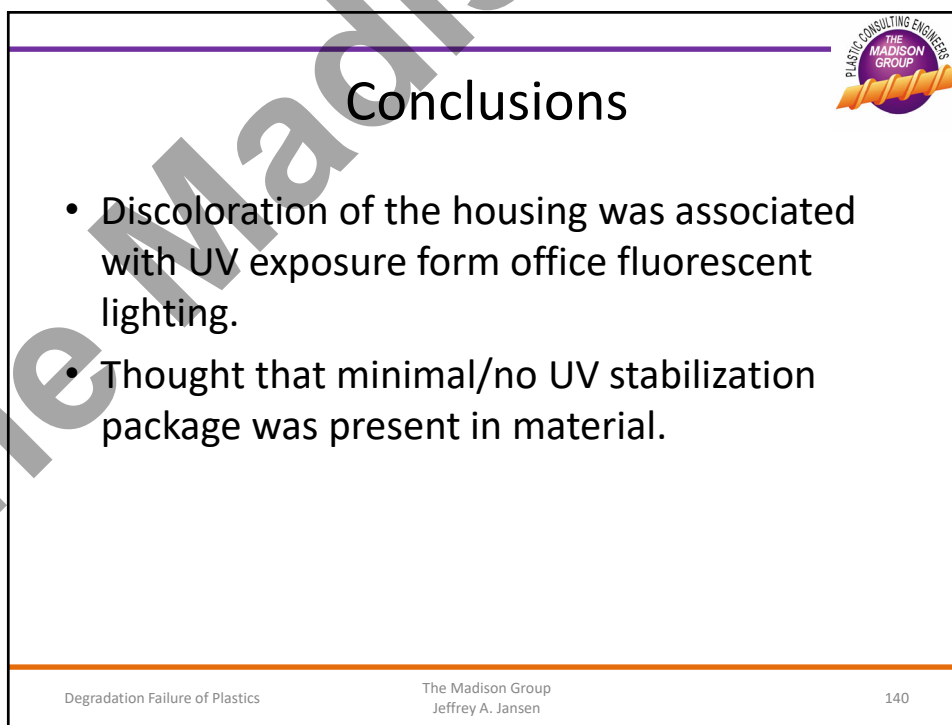 PLASTIC CONSULTING ENGINEERS
THE
MADISON
GROUP
Conclusions
• Discoloration of the housing was associated
with UV exposure form office fluorescent
lighting.
• Thought that minimal/no UV stabilization
package was present in material.
The Madis
Degradation Failure of Plastics
The Madison Group
Jeffrey A. Jansen
140